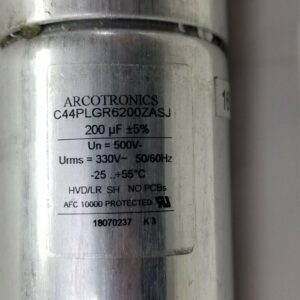 ARCOTRONICS
C44PLGR6200ZASJ
200 µF ±5%
Un = 500V-
Urms = 330V~ 50/60Hz
-25 ..+55°C
HVD/LR SH NO PCBs
AFC 10000 PROTECTED
18070237 K 3